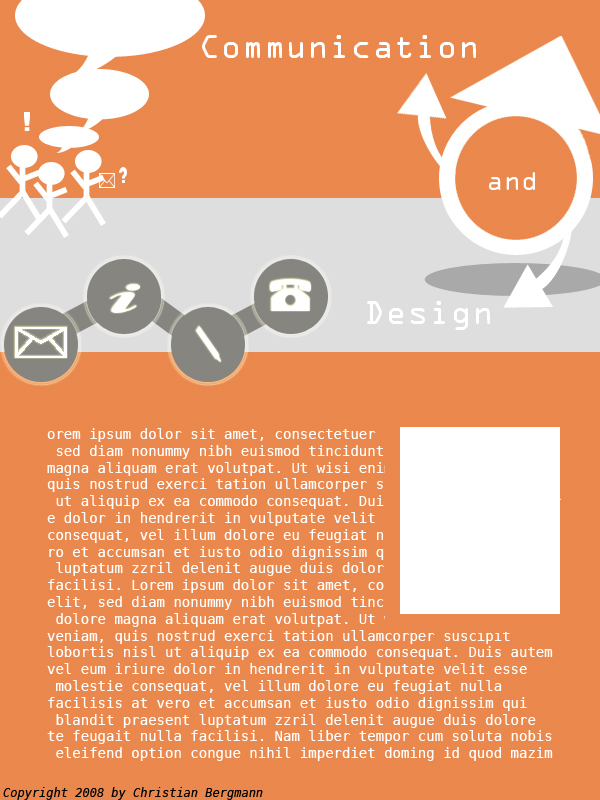 Communication
!
?
and
i
Design
orem ipsum dolor sit amet, consectetuer
sed diam nonummy nibh euismod tincidunt
magna aliquam erat volutpat. Ut wisi
quis nostrud exerci tation ullamcorper s
ut aliquip ex ea commodo consequat. Dui
e dolor in hendrerit in vulputate velit
consequat, vel illum dolore eu feugiat n
ro et accumsan et iusto odio dignissim q
luptatum zzril delenit augue duis dolor
facilisi. Lorem ipsum dolor sit amet, co
elit, sed diam nonummy nibh euismod tinc
dolore magna aliquam erat volutpat. Ut
veniam, quis nostrud exerci tation ullamcorper suscipit
lobortis nisl ut aliquip ex ea commodo consequat. Duis autem
vel eum iriure dolor in hendrerit in vulputate velit esse
molestie consequat, vel illum dolore eu feugiat nulla
facilisis at vero et accumsan et iusto odio dignissim qui
blandit praesent luptatum zzril delenit augue duis dolore
te feugait nulla facilisi. Nam liber tempor cum soluta nobis
eleifend option congue nihil imperdiet doming id quod mazim
Copyright 2008 by Christian Bergmann